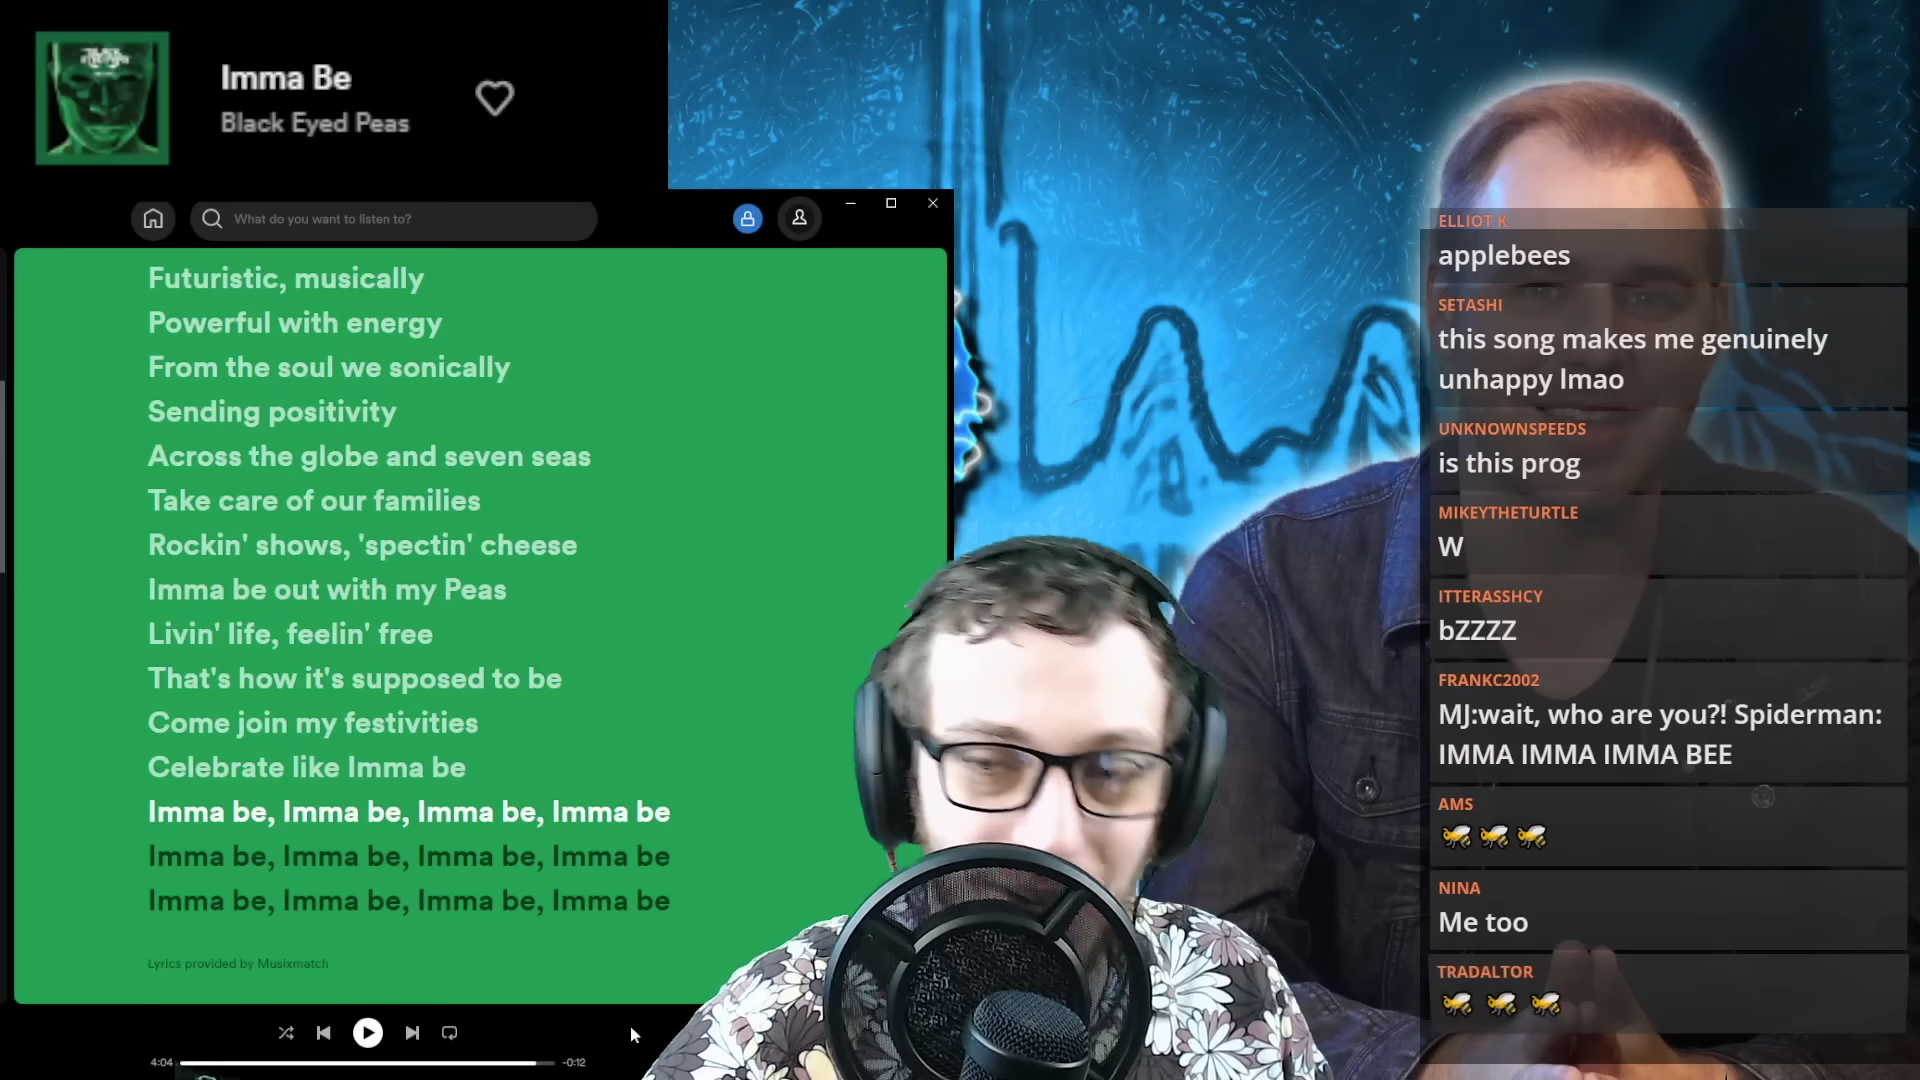 Imma Be
Black Eyed Peas
What do you want to listen to?
Futuristic, musically
Powerful with energy
From the soul we sonically
Sending positivity
Across the globe and seven seas
Take care of our families
Rockin' shows, 'spectin' cheese
Imma be out with my Peas
Livin' life, feelin' free
That's how it's supposed to be
Come join my festivities
Celebrate like Imma be
Imma be, Imma be, Imma be, Imma be
Imma be, Imma be, Imma be, Imma be
Imma be, Imma be, Imma be, Imma be
Lyrics provided by Musixmatch
4:04
-0:12
ELLIOT K
applebees
SETASHI
this song makes me genuinely
unhappy lmao
UNKNOWNSPEEDS
is this prog
MIKEYTHETURTLE
W
ITTERASSHCY
bZZZZ
FRANKC2002
MJ:wait, who are you?! Spiderman:
IMMA IMMA IMMA BEE
AMS
🐝 🐝 🐝
NINA
Me too
TRADALTOR
🐝 🐝 🐝